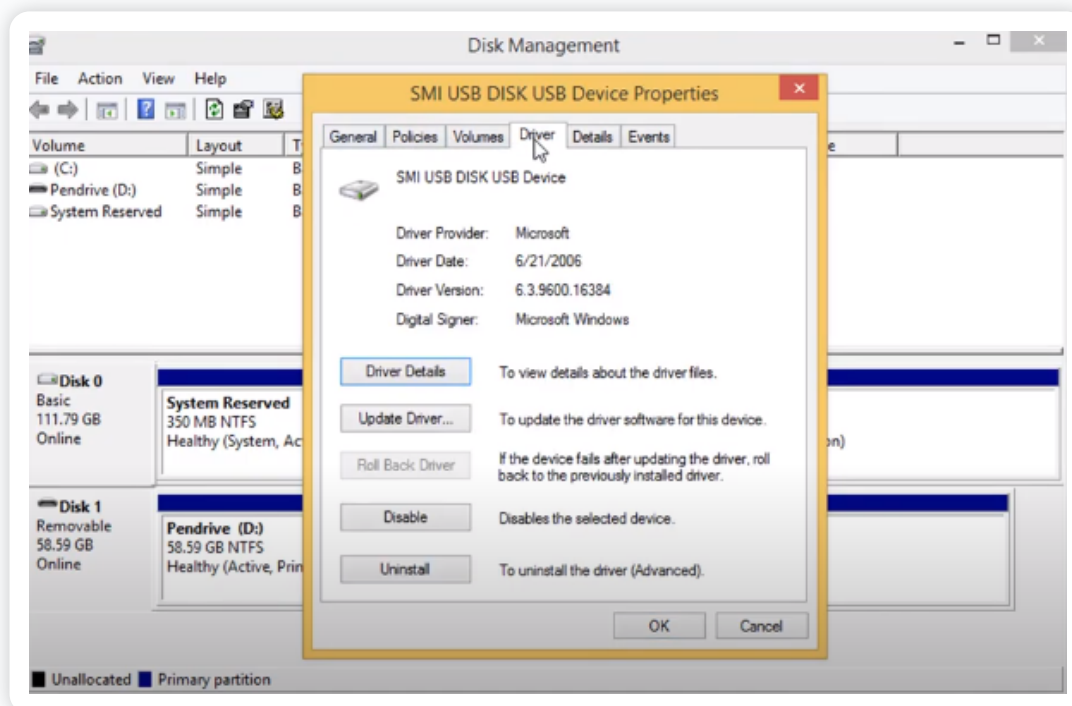 Disk Management
File Action View Help
SMI USB DISK USB Device Properties
General Policies Volumes Driver Details Events
Volume Layout
(C:) Simple
Pendrive (D:) Simple
System Reserved Simple
SMI USB DISK USB Device
Driver Provider: Microsoft
Driver Date: 6/21/2006
Driver Version: 6.3.9600.16384
Digital Signer: Microsoft Windows
Driver Details To view details about the driver files.
Update Driver... To update the driver software for this device.
Roll Back Driver If the device fails after updating the driver, roll
back to the previously installed driver.
Disable Disables the selected device.
Uninstall To uninstall the driver (Advanced).
OK Cancel
Disk 0
Basic
111.79 GB
Online
System Reserved
350 MB NTFS
Healthy (System, Ac
Disk 1
Removable
58.59 GB
Online
Pendrive (D:)
58.59 GB NTFS
Healthy (Active, Prin
Unallocated Primary partition